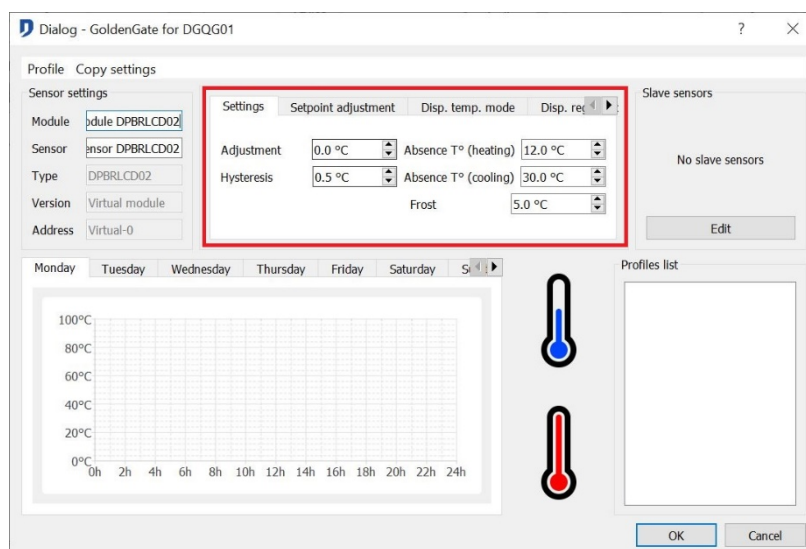 Dialog - GoldenGate for DGQG01
?
Profile Copy settings
Sensor settings
Module
odule DPBRLCD02
Sensor
ensor DPBRLCD02
Type
DPBRLCD02
Version
Virtual module
Address
Virtual-0
Settings
Setpoint adjustment
Disp. temp. mode
Disp. reg
Adjustment
0.0 °C
Absence T° (heating)
12.0 °C
Hysteresis
0.5 °C
Absence T° (cooling)
30.0 °C
Frost
5.0 °C
Slave sensors
No slave sensors
Edit
Monday
Tuesday
Wednesday
Thursday
Friday
Saturday
100°C
80°C
60°C
40°C
20°C
0°C
0h 2h 4h 6h 8h 10h 12h 14h 16h 18h 20h 22h 24h
Profiles list
OK
Cancel